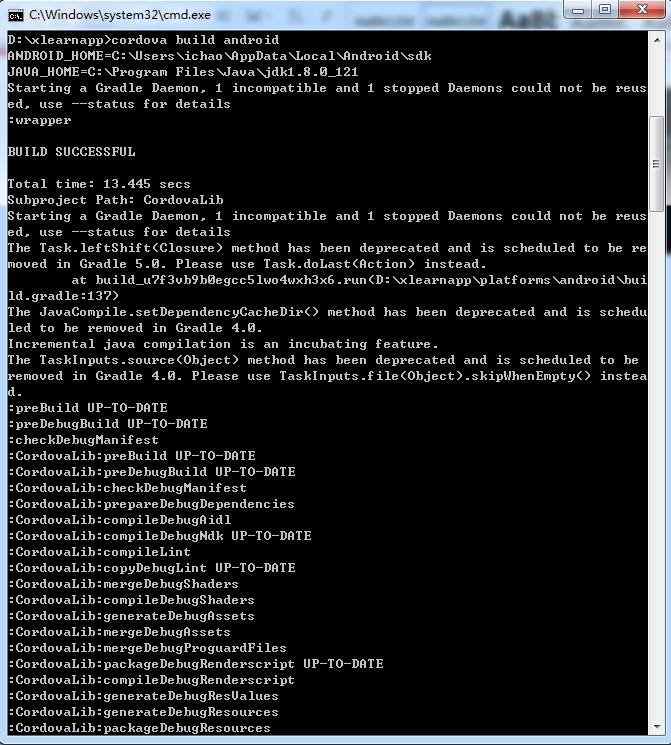 C:\Windows\system32\cmd.exe
D:\xlearnapp>cordova build android
ANDROID_HOME=C:\Users\ichao\AppData\Local\Android\sdk
JAVA_HOME=C:\Program Files\Java\jdk1.8.0_121
Starting a Gradle Daemon, 1 incompatible and 1 stopped Daemons could not be reus
ed, use --status for details
:wrapper
BUILD SUCCESSFUL
Total time: 13.445 secs
Subproject Path: CordovaLib
Starting a Gradle Daemon, 1 incompatible and 1 stopped Daemons could not be reus
ed, use --status for details
The Task.leftShift(Closure) method has been deprecated and is scheduled to be re
moved in Gradle 5.0. Please use Task.doLast(Action) instead.
at build_u7f3vb9b0egcc5lwo4wxh3x6.run(D:\xlearnapp\platforms\android\bui
ld.gradle:137)
The JavaCompile.setDependencyCacheDir() method has been deprecated and is schedu
led to be removed in Gradle 4.0.
Incremental java compilation is an incubating feature.
The TaskInputs.source(Object) method has been deprecated and is scheduled to be
removed in Gradle 4.0. Please use TaskInputs.file(Object).skipWhenEmpty() instea
d.
:preBuild UP-TO-DATE
:preDebugBuild UP-TO-DATE
:checkDebugManifest
:CordovaLib:preBuild UP-TO-DATE
:CordovaLib:preDebugBuild UP-TO-DATE
:CordovaLib:checkDebugManifest
:CordovaLib:prepareDebugDependencies
:CordovaLib:compileDebugAidl
:CordovaLib:compileDebugNdk UP-TO-DATE
:CordovaLib:compileLint
:CordovaLib:copyDebugLint UP-TO-DATE
:CordovaLib:mergeDebugShaders
:CordovaLib:compileDebugShaders
:CordovaLib:generateDebugAssets
:CordovaLib:mergeDebugAssets
:CordovaLib:mergeDebugProguardFiles
:CordovaLib:packageDebugRenderscript UP-TO-DATE
:CordovaLib:compileDebugRenderscript
:CordovaLib:generateDebugResValues
:CordovaLib:generateDebugResources
:CordovaLib:packageDebugResources